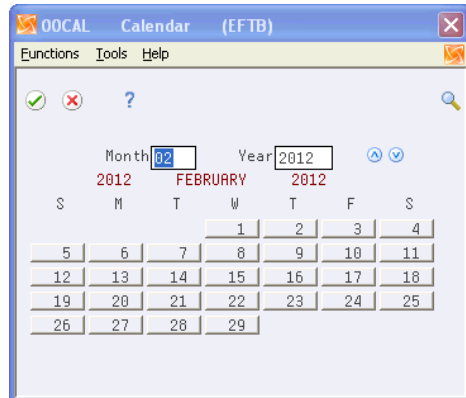 OOCAL Calendar (EFTB)
Functions Tools Help
?
Month 02 Year 2012
2012 FEBRUARY 2012
S M T W T F S
1 2 3 4
5 6 7 8 9 10 11
12 13 14 15 16 17 18
19 20 21 22 23 24 25
26 27 28 29